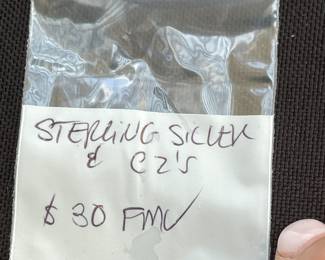 STERLING SILVER
& CZ's
$30 FMV